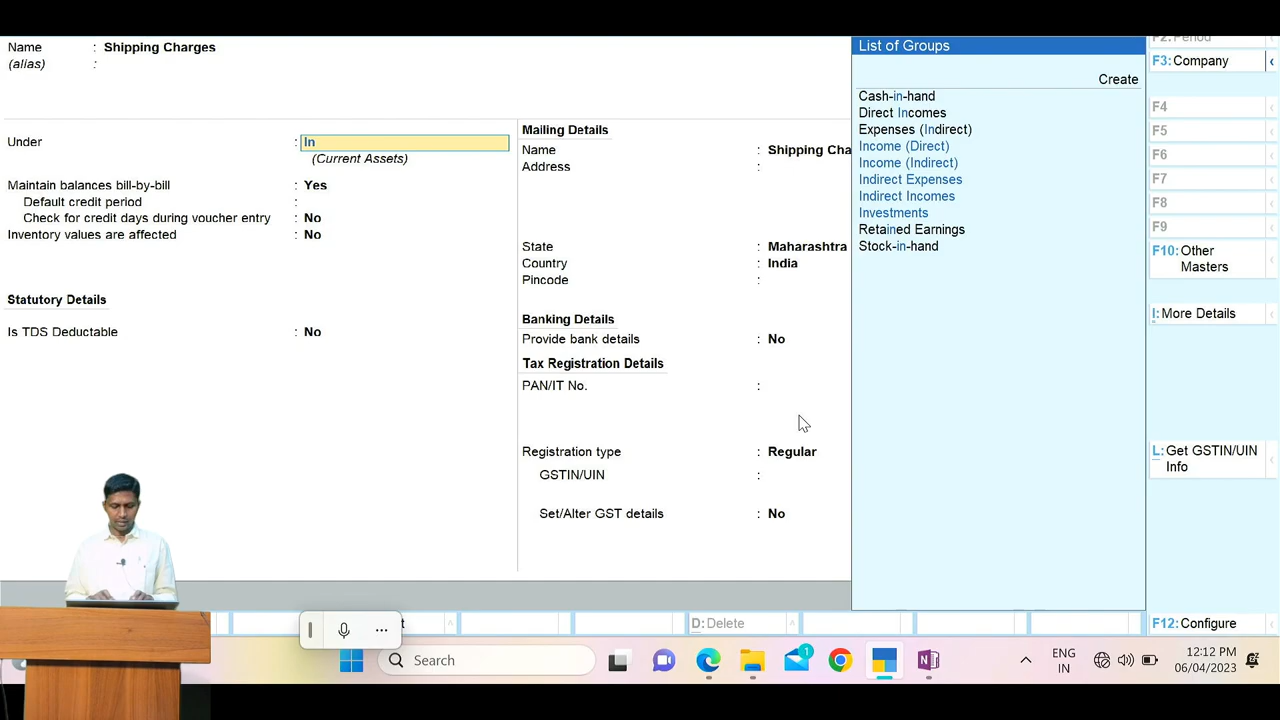 Name : Shipping Charges
(alias) :
Under : In
(Current Assets)
Maintain balances bill-by-bill : Yes
Default credit period :
Check for credit days during voucher entry : No
Inventory values are affected : No
Statutory Details
Is TDS Deductable : No
Mailing Details
Name : Shipping Cha
Address :
State : Maharashtra
Country : India
Pincode :
Banking Details
Provide bank details : No
Tax Registration Details
PAN/IT No. :
Registration type : Regular
GSTIN/UIN :
Set/Alter GST details : No
List of Groups
Create
Cash-in-hand
Direct Incomes
Expenses (Indirect)
Income (Direct)
Income (Indirect)
Indirect Expenses
Indirect Incomes
Investments
Retained Earnings
Stock-in-hand
F2: Period
F3: Company
F4
F5
F6
F7
F8
F9
F10: Other
Masters
I: More Details
L: Get GSTIN/UIN
Info
D: Delete
F12: Configure
Search
1
ENG
IN
12:12 PM
06/04/2023